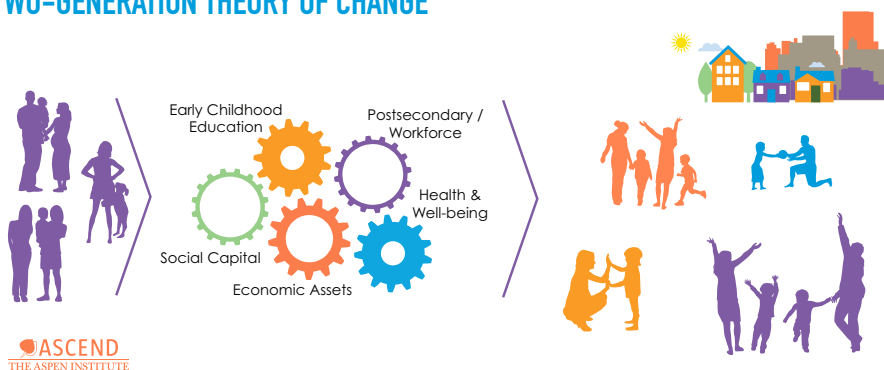 WO-GENERATION THEORY OF CHANGE
Early Childhood
Education
Postsecondary /
Workforce
Health &
Well-being
Social Capital
Economic Assets
ASCEND
THE ASPEN INSTITUTE